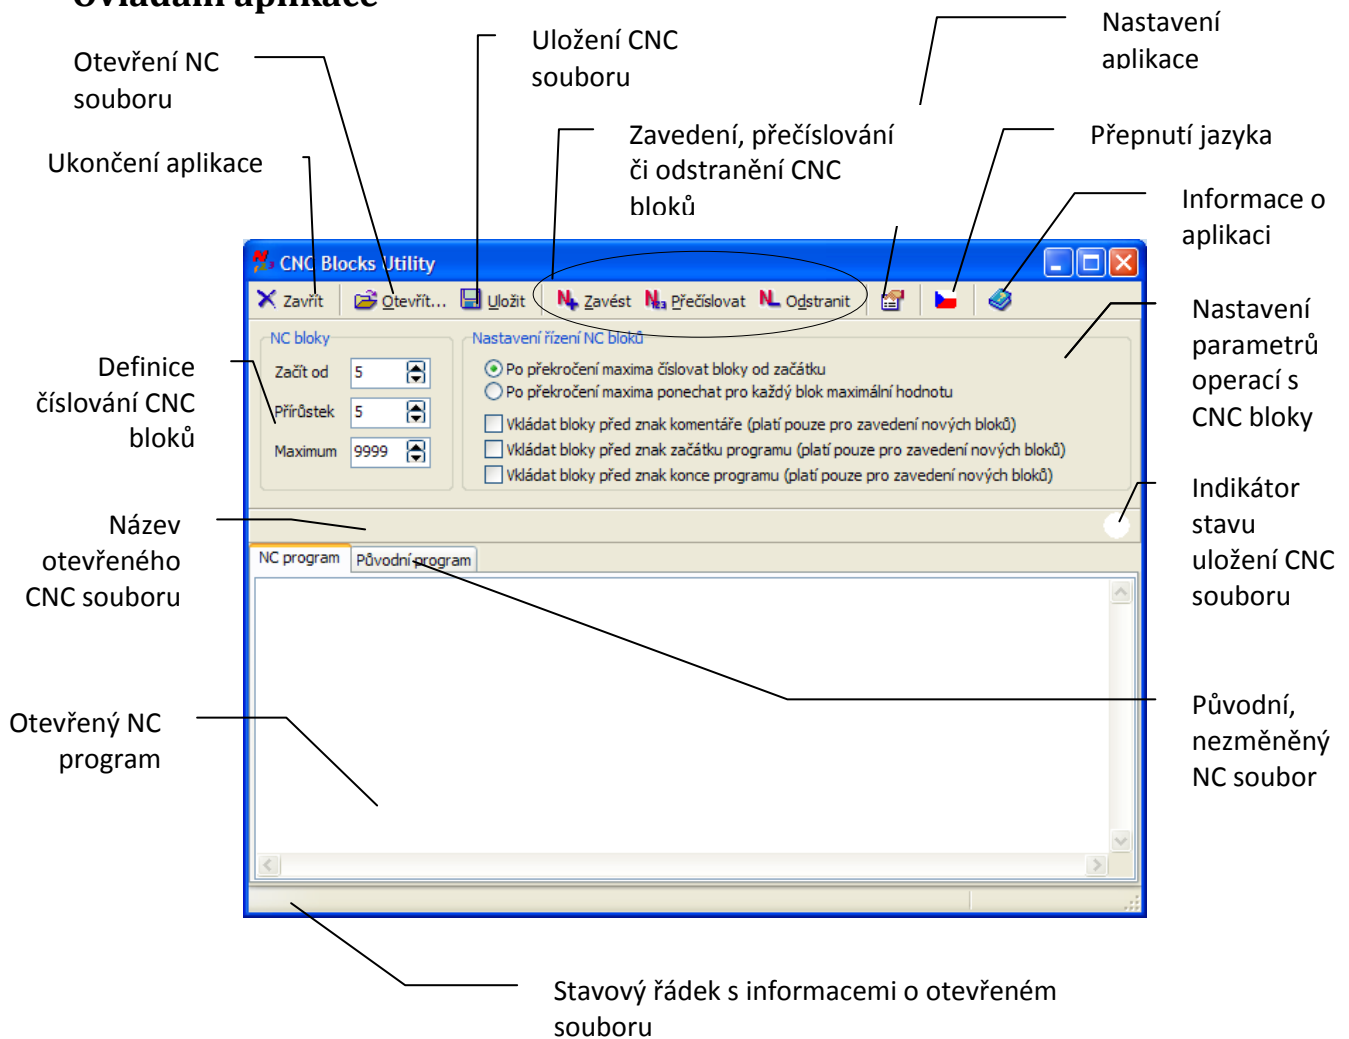 Ovládání aplikace
Nastavení
aplikace
Uložení CNC
souboru
Otevření NC
souboru
Zavedení, přečíslování
či odstranění CNC
bloků
Přepnutí jazyka
Ukončení aplikace
Informace o
aplikaci
CNC Blocks Utility
Zavřít Otevřít... Uložit Zavést Přečíslovat Odstranit
Nastavení
parametrů
operací s
CNC bloky
NC bloky
Začít od 5
Přírůstek 5
Maximum 9999
Nastavení řízení NC bloků
Po překročení maxima číslovat bloky od začátku
Po překročení maxima ponechat pro každý blok maximální hodnotu
Vkládat bloky před znak komentáře (platí pouze pro zavedení nových bloků)
Vkládat bloky před znak začátku programu (platí pouze pro zavedení nových bloků)
Vkládat bloky před znak konce programu (platí pouze pro zavedení nových bloků)
Definice
číslování CNC
bloků
Indikátor
stavu
uložení CNC
souboru
Název
otevřeného
CNC souboru
NC program Původní program
Původní,
nezměněný
NC soubor
Otevřený NC
program
Stavový řádek s informacemi o otevřeném
souboru